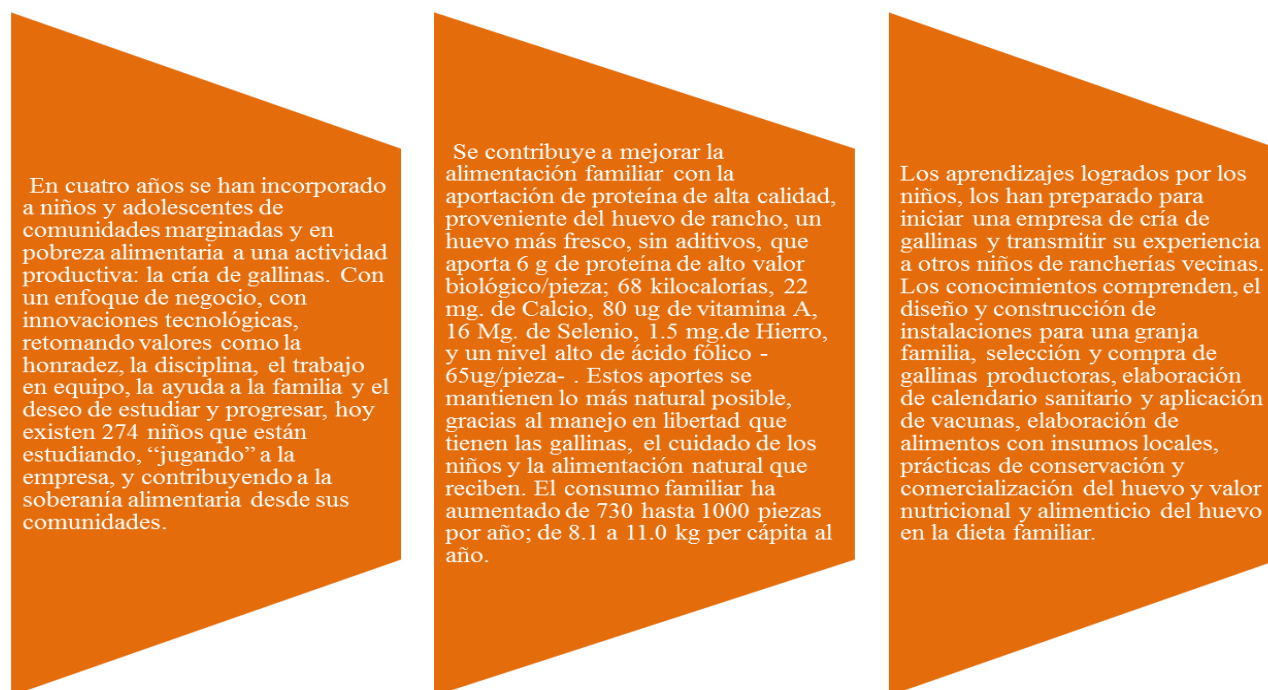 En cuatro años se han incorporado
a niños y adolescentes de
comunidades marginadas y en
pobreza alimentaria a una actividad
productiva: la cría de gallinas. Con
un enfoque de negocio, con
innovaciones tecnológicas,
retomando valores como la
honradez, la disciplina, el trabajo
en equipo, la ayuda a la familia y el
deseo de estudiar y progresar, hoy
existen 274 niños que están
estudiando, “jugando” a la
empresa, y contribuyendo a la
soberanía alimentaria desde sus
comunidades.
Se contribuye a mejorar la
alimentación familiar con la
aportación de proteína de alta calidad,
proveniente del huevo de rancho, un
huevo más fresco, sin aditivos, que
aporta 6 g de proteína de alto valor
biológico/pieza; 68 kilocalorías, 22
mg. de Calcio, 80 ug de vitamina A,
16 Mg. de Selenio, 1.5 mg.de Hierro,
y un nivel alto de ácido fólico -
65ug/pieza- . Estos aportes se
mantienen lo más natural posible,
gracias al manejo en libertad que
tienen las gallinas, el cuidado de los
niños y la alimentación natural que
reciben. El consumo familiar ha
aumentado de 730 hasta 1000 piezas
por año; de 8.1 a 11.0 kg per cápita al
año.
Los aprendizajes logrados por los
niños, los han preparado para
iniciar una empresa de cría de
gallinas y transmitir su experiencia
a otros niños de rancherías vecinas.
Los conocimientos comprenden, el
diseño y construcción de
instalaciones para una granja
familia, selección y compra de
gallinas productoras, elaboración
de calendario sanitario y aplicación
de vacunas, elaboración de
alimentos con insumos locales,
prácticas de conservación y
comercialización del huevo y valor
nutricional y alimenticio del huevo
en la dieta familiar.